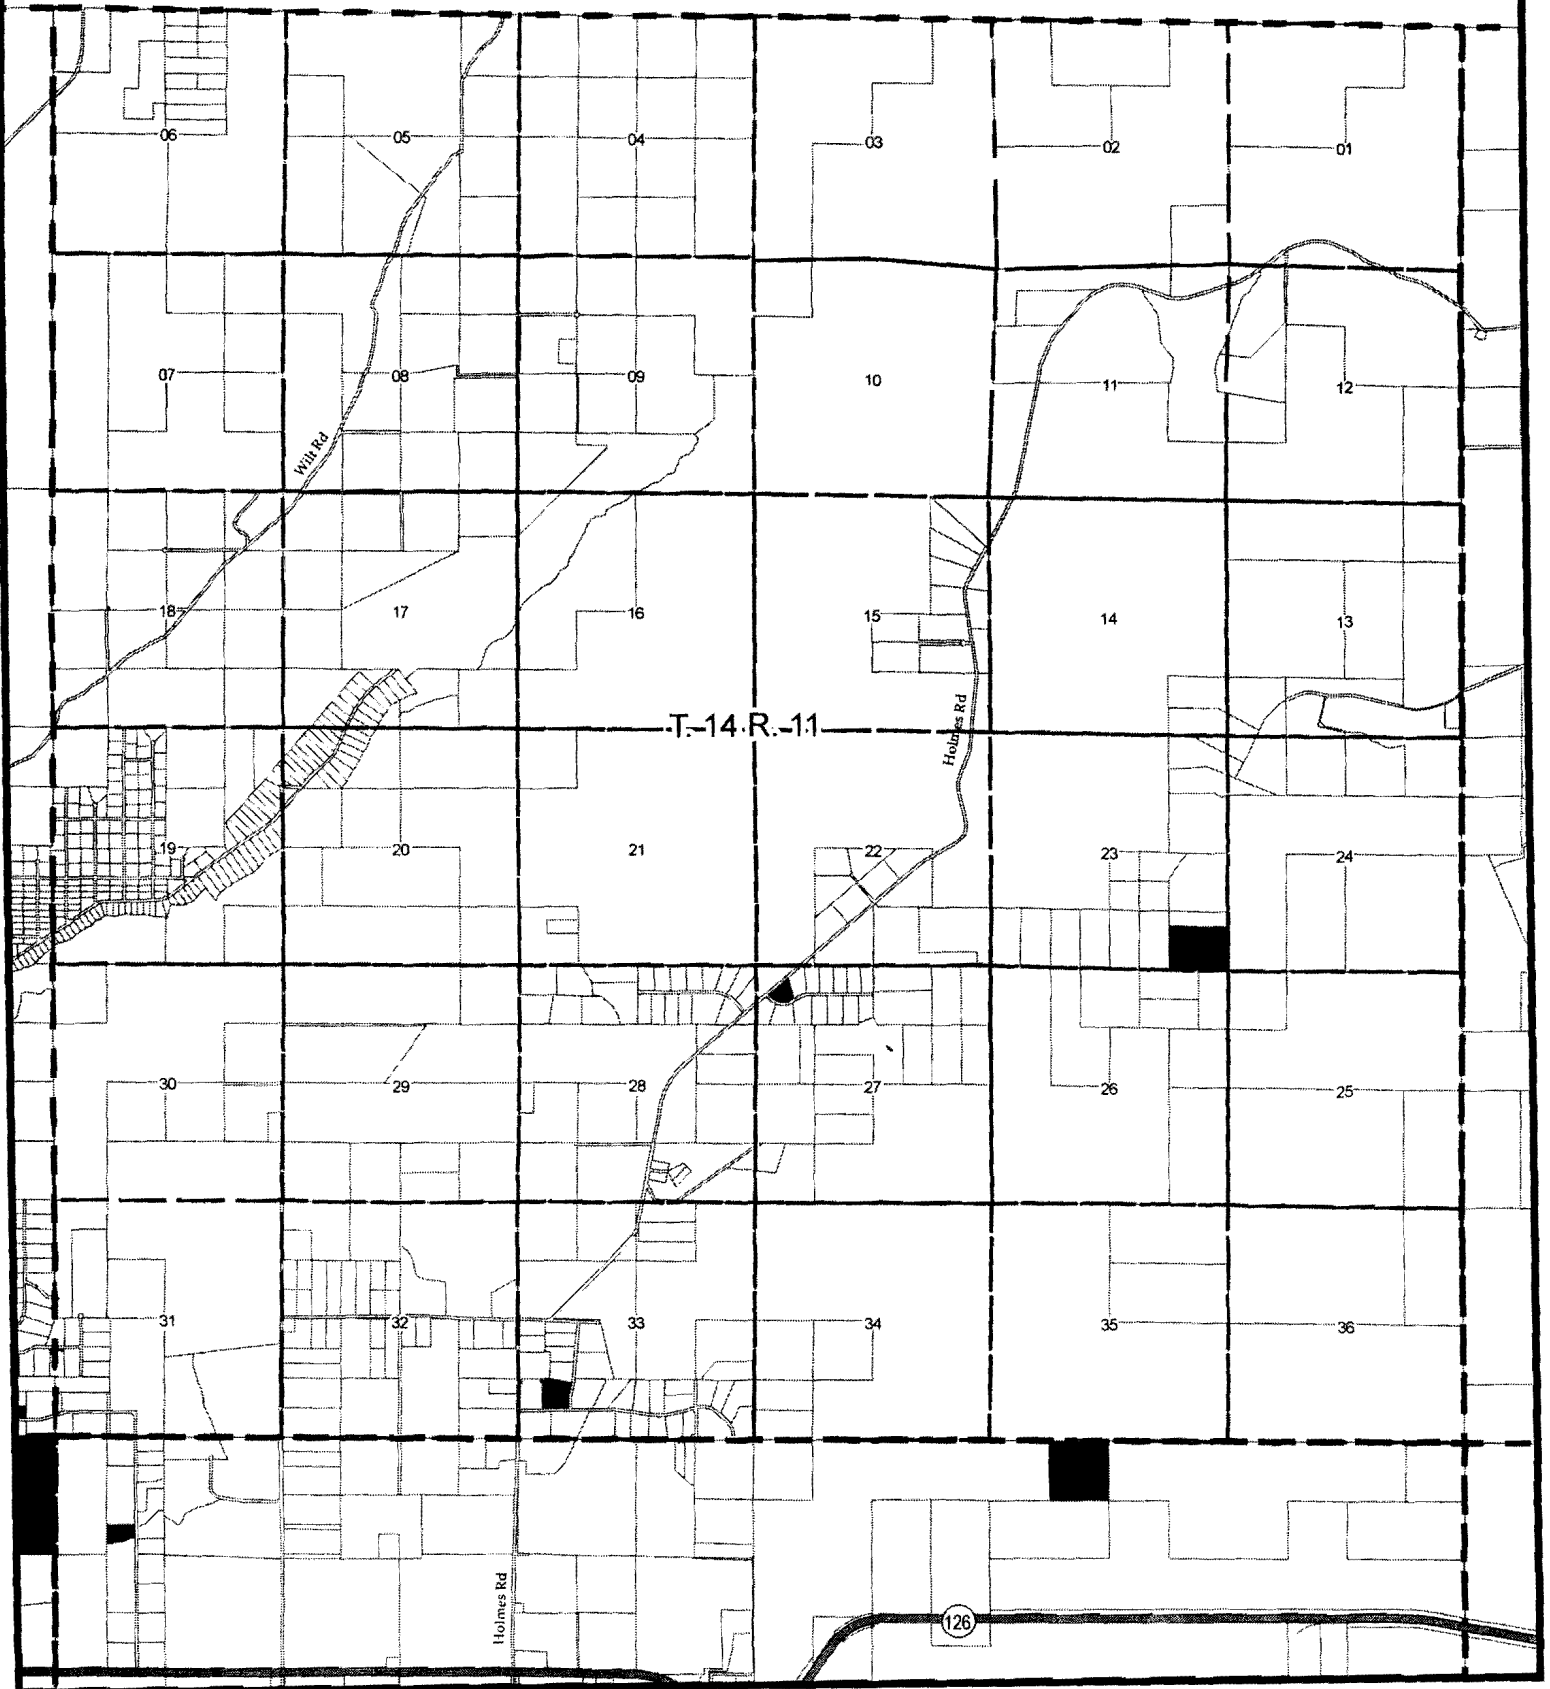 06 05 04 03 02 01
07 08 09 10 11 12
Wilt Rd
18 17 16 15 14 13
T. 14 R. 11
Holmes Rd
19 20 21 22 23 24
30 29 28 27 26 25
31 32 33 34 35 36
Holmes Rd
126